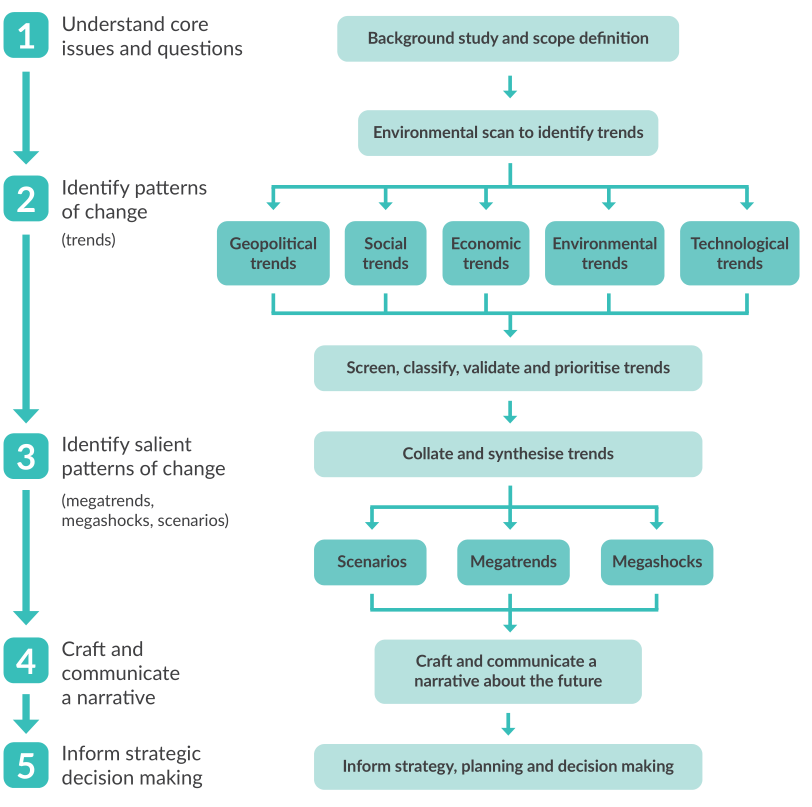 1
Understand core
issues and questions
Background study and scope definition
Environmental scan to identify trends
2
Identify patterns
of change
(trends)
Geopolitical
trends
Social
trends
Economic
trends
Environmental
trends
Technological
trends
Screen, classify, validate and prioritise trends
3
Identify salient
patterns of change
(megatrends,
megashocks, scenarios)
Collate and synthesise trends
Scenarios
Megatrends
Megashocks
4
Craft and
communicate
a narrative
Craft and communicate a
narrative about the future
5
Inform strategic
decision making
Inform strategy, planning and decision making